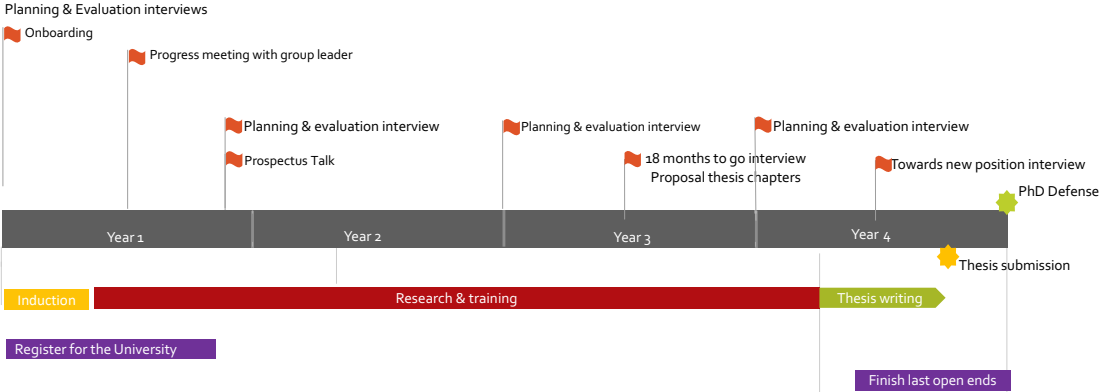 Planning & Evaluation interviews
Onboarding
Progress meeting with group leader
Planning & evaluation interview
Planning & evaluation interview
Planning & evaluation interview
Prospectus Talk
18 months to go interview
Proposal thesis chapters
Towards new position interview
PhD Defense
Year 1
Year 2
Year 3
Year 4
Thesis submission
Induction
Research & training
Thesis writing
Register for the University
Finish last open ends